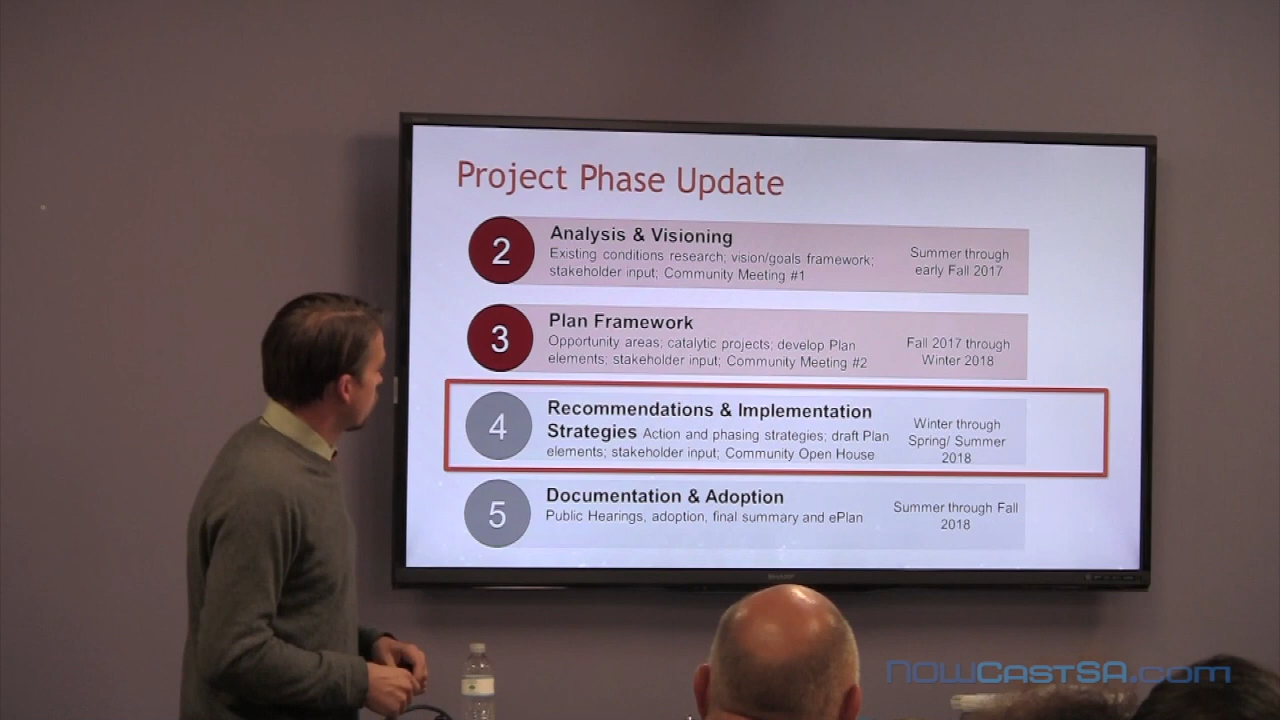 Project Phase Update
2
Analysis & Visioning
Existing conditions research; vision/goals framework;
stakeholder input; Community Meeting #1
Summer through
early Fall 2017
3
Plan Framework
Opportunity areas; catalytic projects; develop Plan
elements; stakeholder input; Community Meeting #2
Fall 2017 through
Winter 2018
4
Recommendations & Implementation
Strategies Action and phasing strategies; draft Plan
elements; stakeholder input; Community Open House
Winter through
Spring/ Summer
2018
5
Documentation & Adoption
Public Hearings, adoption, final summary and ePlan
Summer through Fall
2018
SHARP
NOWCastSA.com